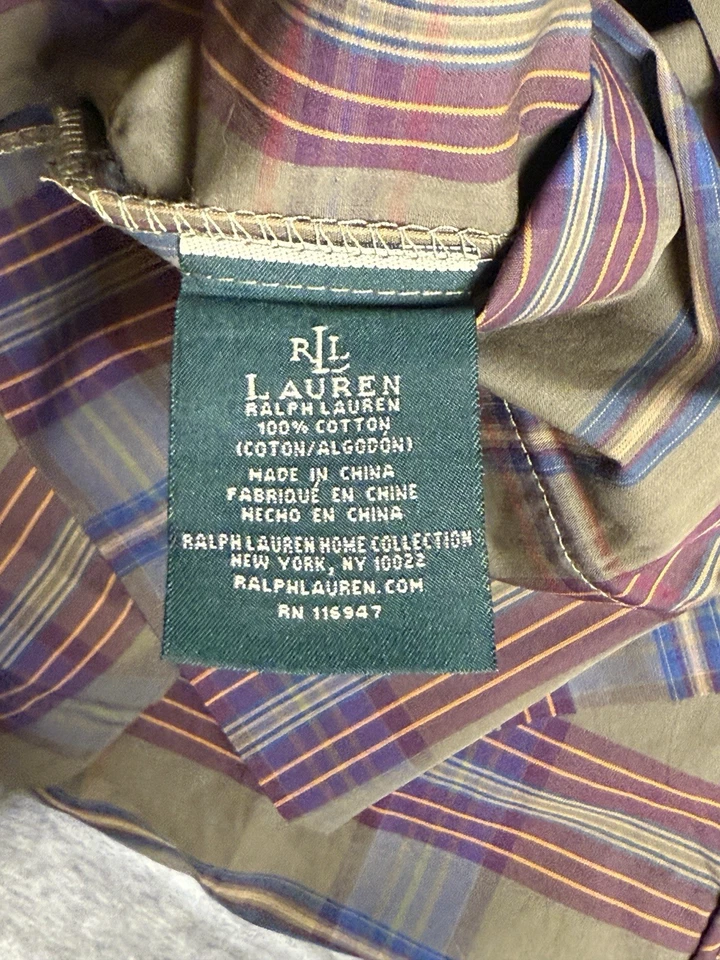 RLL
LAUREN
RALPH LAUREN
100% COTTON
(COTON/ALGODÓN)
MADE IN CHINA
FABRIQUÉ EN CHINE
HECHO EN CHINA
RALPH LAUREN HOME COLLECTION
NEW YORK, NY 10022
RALPHLAUREN.COM
RN 116947